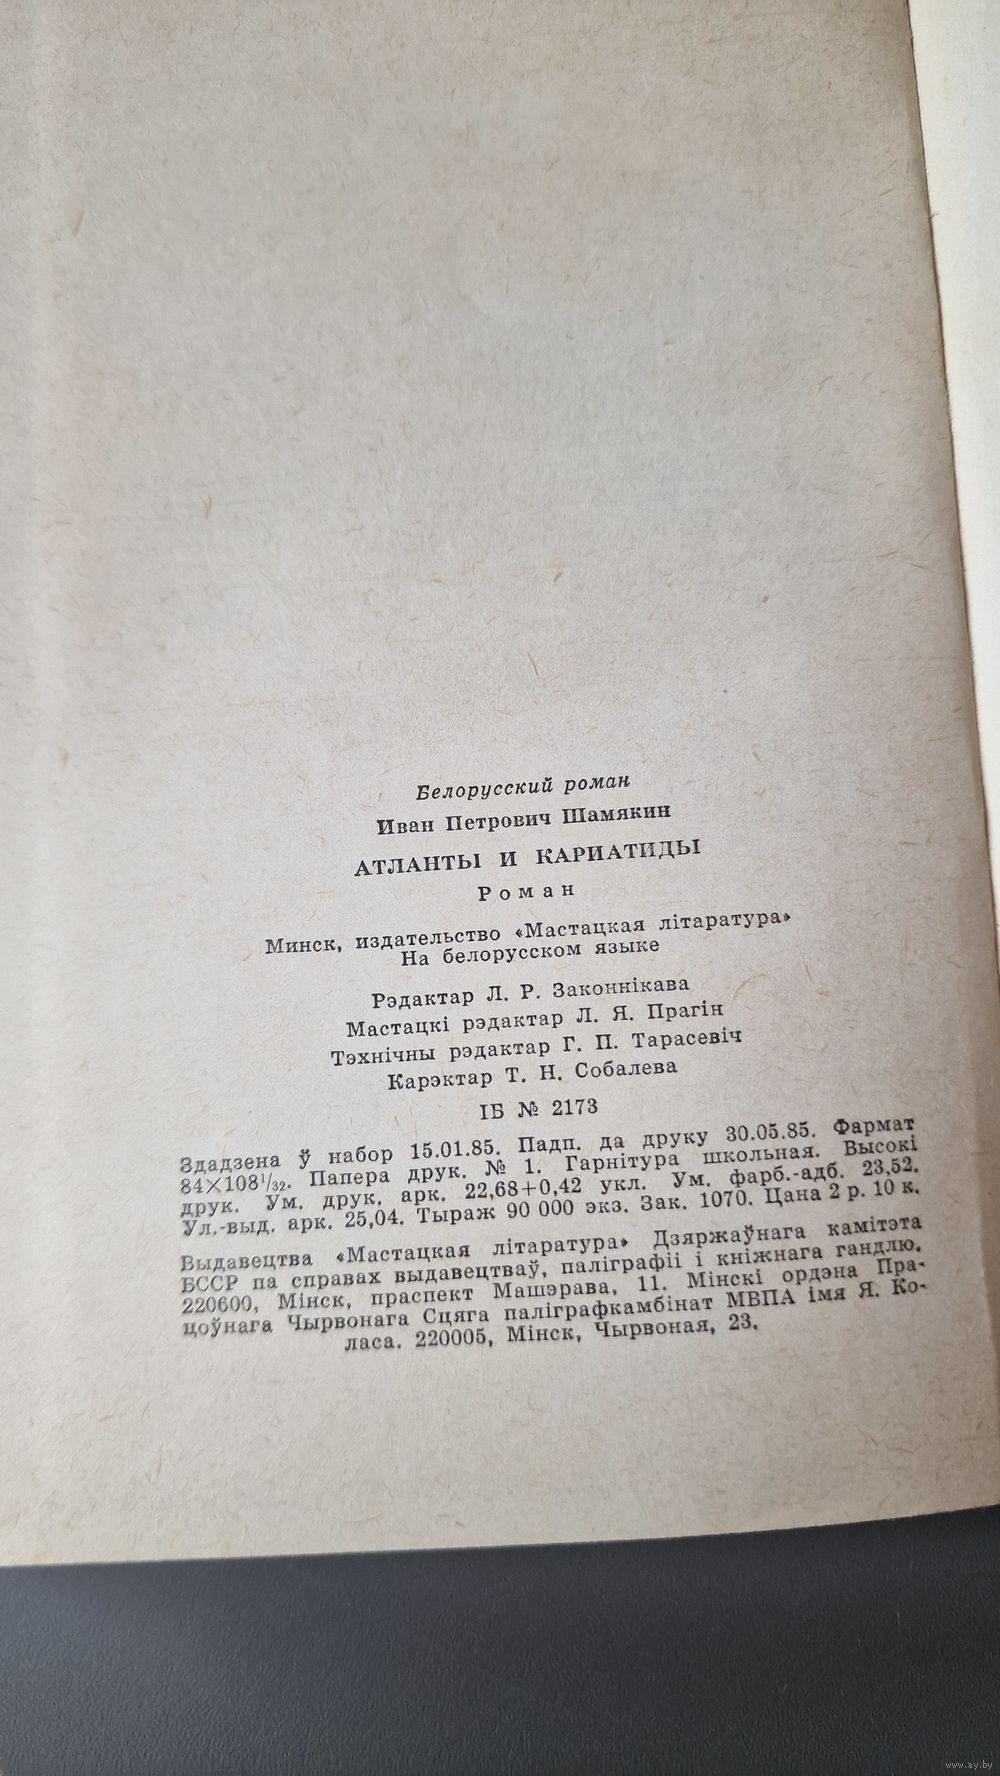 Белорусский роман
Иван Петрович Шамякин
АТЛАНТЫ И КАРИАТИДЫ
Роман
Минск, издательство «Мастацкая літаратура»
На белорусском языке
Рэдактар Л. Р. Законнікава
Мастацкі рэдактар Л. Я. Прагін
Тэхнічны рэдактар Г. П. Тарасевіч
Карэктар Т. Н. Собалева
ІБ № 2173
Здадзена ў набор 15.01.85. Падп. да друку 30.05.85. Фармат
84×108¹/₃₂. Папера друк. № 1. Гарнітура школьная. Высокі
друк. Ум. друк. арк. 22,68+0,42 укл. Ум. фарб.-адб. 23,52.
Ул.-выд. арк. 25,04. Тыраж 90 000 экз. Зак. 1070. Цана 2 р. 10 к.
Выдавецтва «Мастацкая літаратура» Дзяржаўнага камітэта
БССР па справах выдавецтваў, паліграфіі і кніжнага гандлю.
220600, Мінск, праспект Машэрава, 11. Мінскі ордэна Пра-
цоўнага Чырвонага Сцяга паліграфкамбінат МВПА імя Я. Ко-
ласа. 220005, Мінск, Чырвоная, 23.
www.ay.by